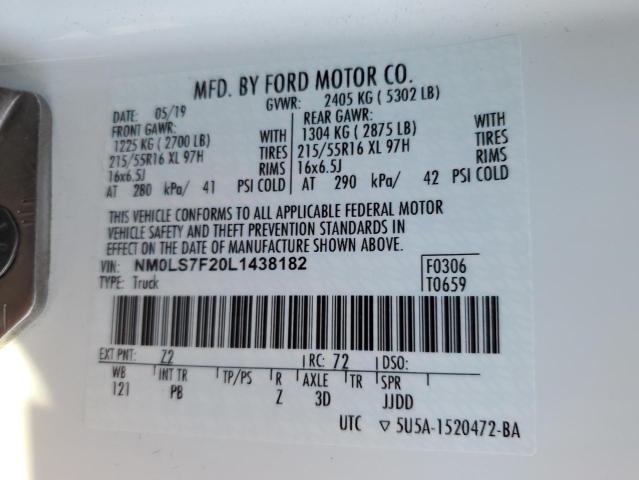 MFD. BY FORD MOTOR CO.
DATE: 05/19 GVWR: 2405 KG ( 5302 LB)
FRONT GAWR: REAR GAWR:
1225 KG ( 2700 LB) WITH 1304 KG ( 2875 LB) WITH
215/55R16 XL 97H TIRES 215/55R16 XL 97H TIRES
16x6.5J RIMS 16x6.5J RIMS
AT 280 kPa/ 41 PSI COLD AT 290 kPa/ 42 PSI COLD
THIS VEHICLE CONFORMS TO ALL APPLICABLE FEDERAL MOTOR
VEHICLE SAFETY AND THEFT PREVENTION STANDARDS IN
EFFECT ON THE DATE OF MANUFACTURE SHOWN ABOVE.
VIN: NM0LS7F20L1438182 F0306
TYPE: Truck T0659
EXT PNT: Z2 RC: 72 DSO:
WB INT TR TP/PS R AXLE TR SPR
121 PB Z 3D JJDD
UTC ▽ 5U5A-1520472-BA